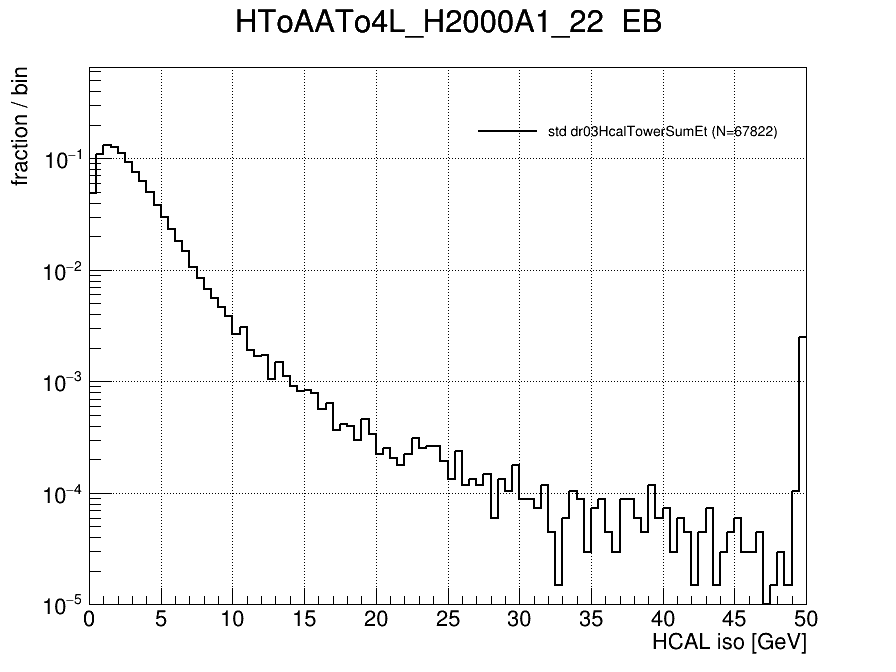 HToAATo4L_H2000A1_22 EB
fraction / bin
std dr03HcalTowerSumEt (N=67822)
10⁻¹
10⁻²
10⁻³
10⁻⁴
10⁻⁵
0 5 10 15 20 25 30 35 40 45 50
HCAL iso [GeV]